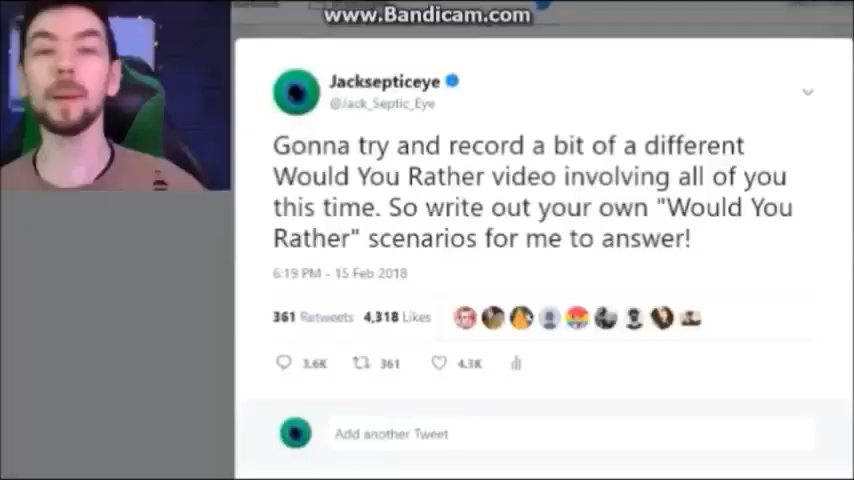 www.Bandicam.com
Jacksepticeye
@Jack_Septic_Eye
Gonna try and record a bit of a different
Would You Rather video involving all of you
this time. So write out your own "Would You
Rather" scenarios for me to answer!
6:19 PM - 15 Feb 2018
361 Retweets 4,318 Likes
3.6K 361 4.3K
Add another Tweet